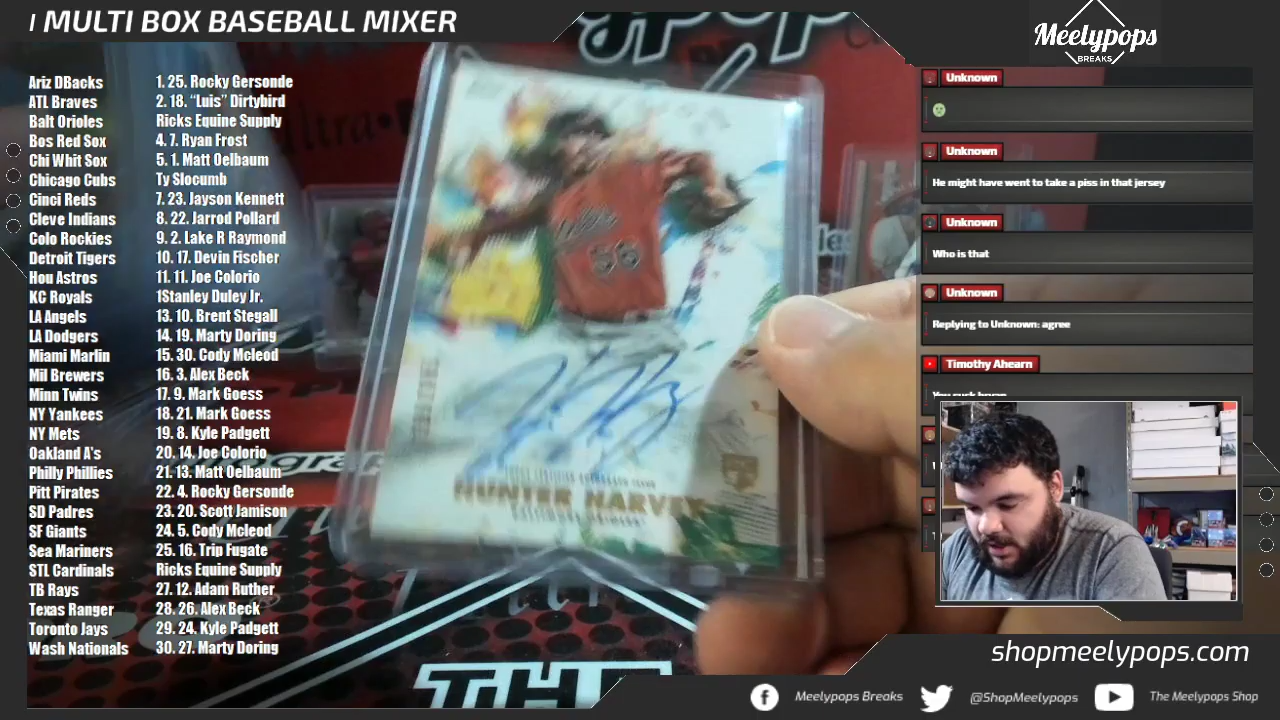 MULTI BOX BASEBALL MIXER
Ariz DBacks 1. 25. Rocky Gersonde
ATL Braves 2. 18. "Luis" Dirtybird
Balt Orioles Ricks Equine Supply
Bos Red Sox 4. 7. Ryan Frost
Chi Whit Sox 5. 1. Matt Oelbaum
Chicago Cubs Ty Slocumb
Cinci Reds 7. 23. Jayson Kennett
Cleve Indians 8. 22. Jarrod Pollard
Colo Rockies 9. 2. Lake R Raymond
Detroit Tigers 10. 17. Devin Fischer
Hou Astros 11. 11. Joe Colorio
KC Royals 1Stanley Duley Jr.
LA Angels 13. 10. Brent Stegall
LA Dodgers 14. 19. Marty Doring
Miami Marlin 15. 30. Cody Mcleod
Mil Brewers 16. 3. Alex Beck
Minn Twins 17. 9. Mark Goess
NY Yankees 18. 21. Mark Goess
NY Mets 19. 8. Kyle Padgett
Oakland A's 20. 14. Joe Colorio
Philly Phillies 21. 13. Matt Oelbaum
Pitt Pirates 22. 4. Rocky Gersonde
SD Padres 23. 20. Scott Jamison
SF Giants 24. 5. Cody Mcleod
Sea Mariners 25. 16. Trip Fugate
STL Cardinals Ricks Equine Supply
TB Rays 27. 12. Adam Ruther
Texas Ranger 28. 26. Alex Beck
Toronto Jays 29. 24. Kyle Padgett
Wash Nationals 30. 27. Marty Doring
56
TOPPS CERTIFIED AUTOGRAPH ISSUE
HUNTER HARVEY
BALTIMORE ORIOLES
THE
Meelypops
BREAKS
Unknown
Unknown
He might have went to take a piss in that jersey
Unknown
Who is that
Unknown
Replying to Unknown: agree
Timothy Ahearn
shopmeelypops.com
Meelypops Breaks
@ShopMeelypops
The Meelypops Shop